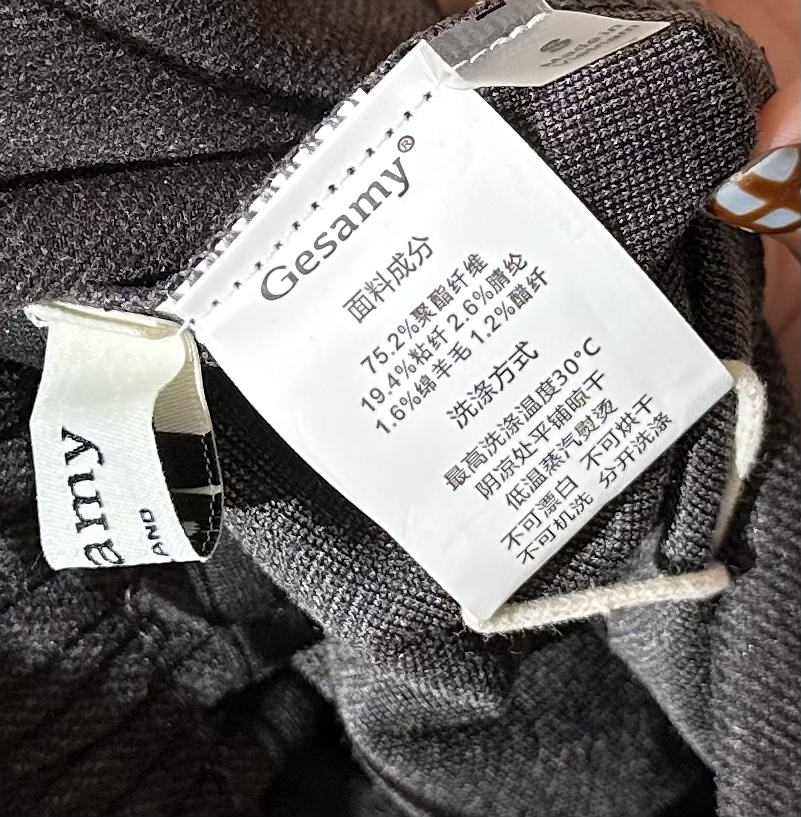 S
Made in
Gesamy®
面料成分
75.2%聚酯纤维
19.4%粘纤 2.6%腈纶
1.6%绵羊毛 1.2%醋纤
洗涤方式
最高洗涤温度30°C
阴凉处平铺晾干
低温蒸汽熨烫
不可漂白 不可烘干
不可机洗 分开洗涤
amy
AND